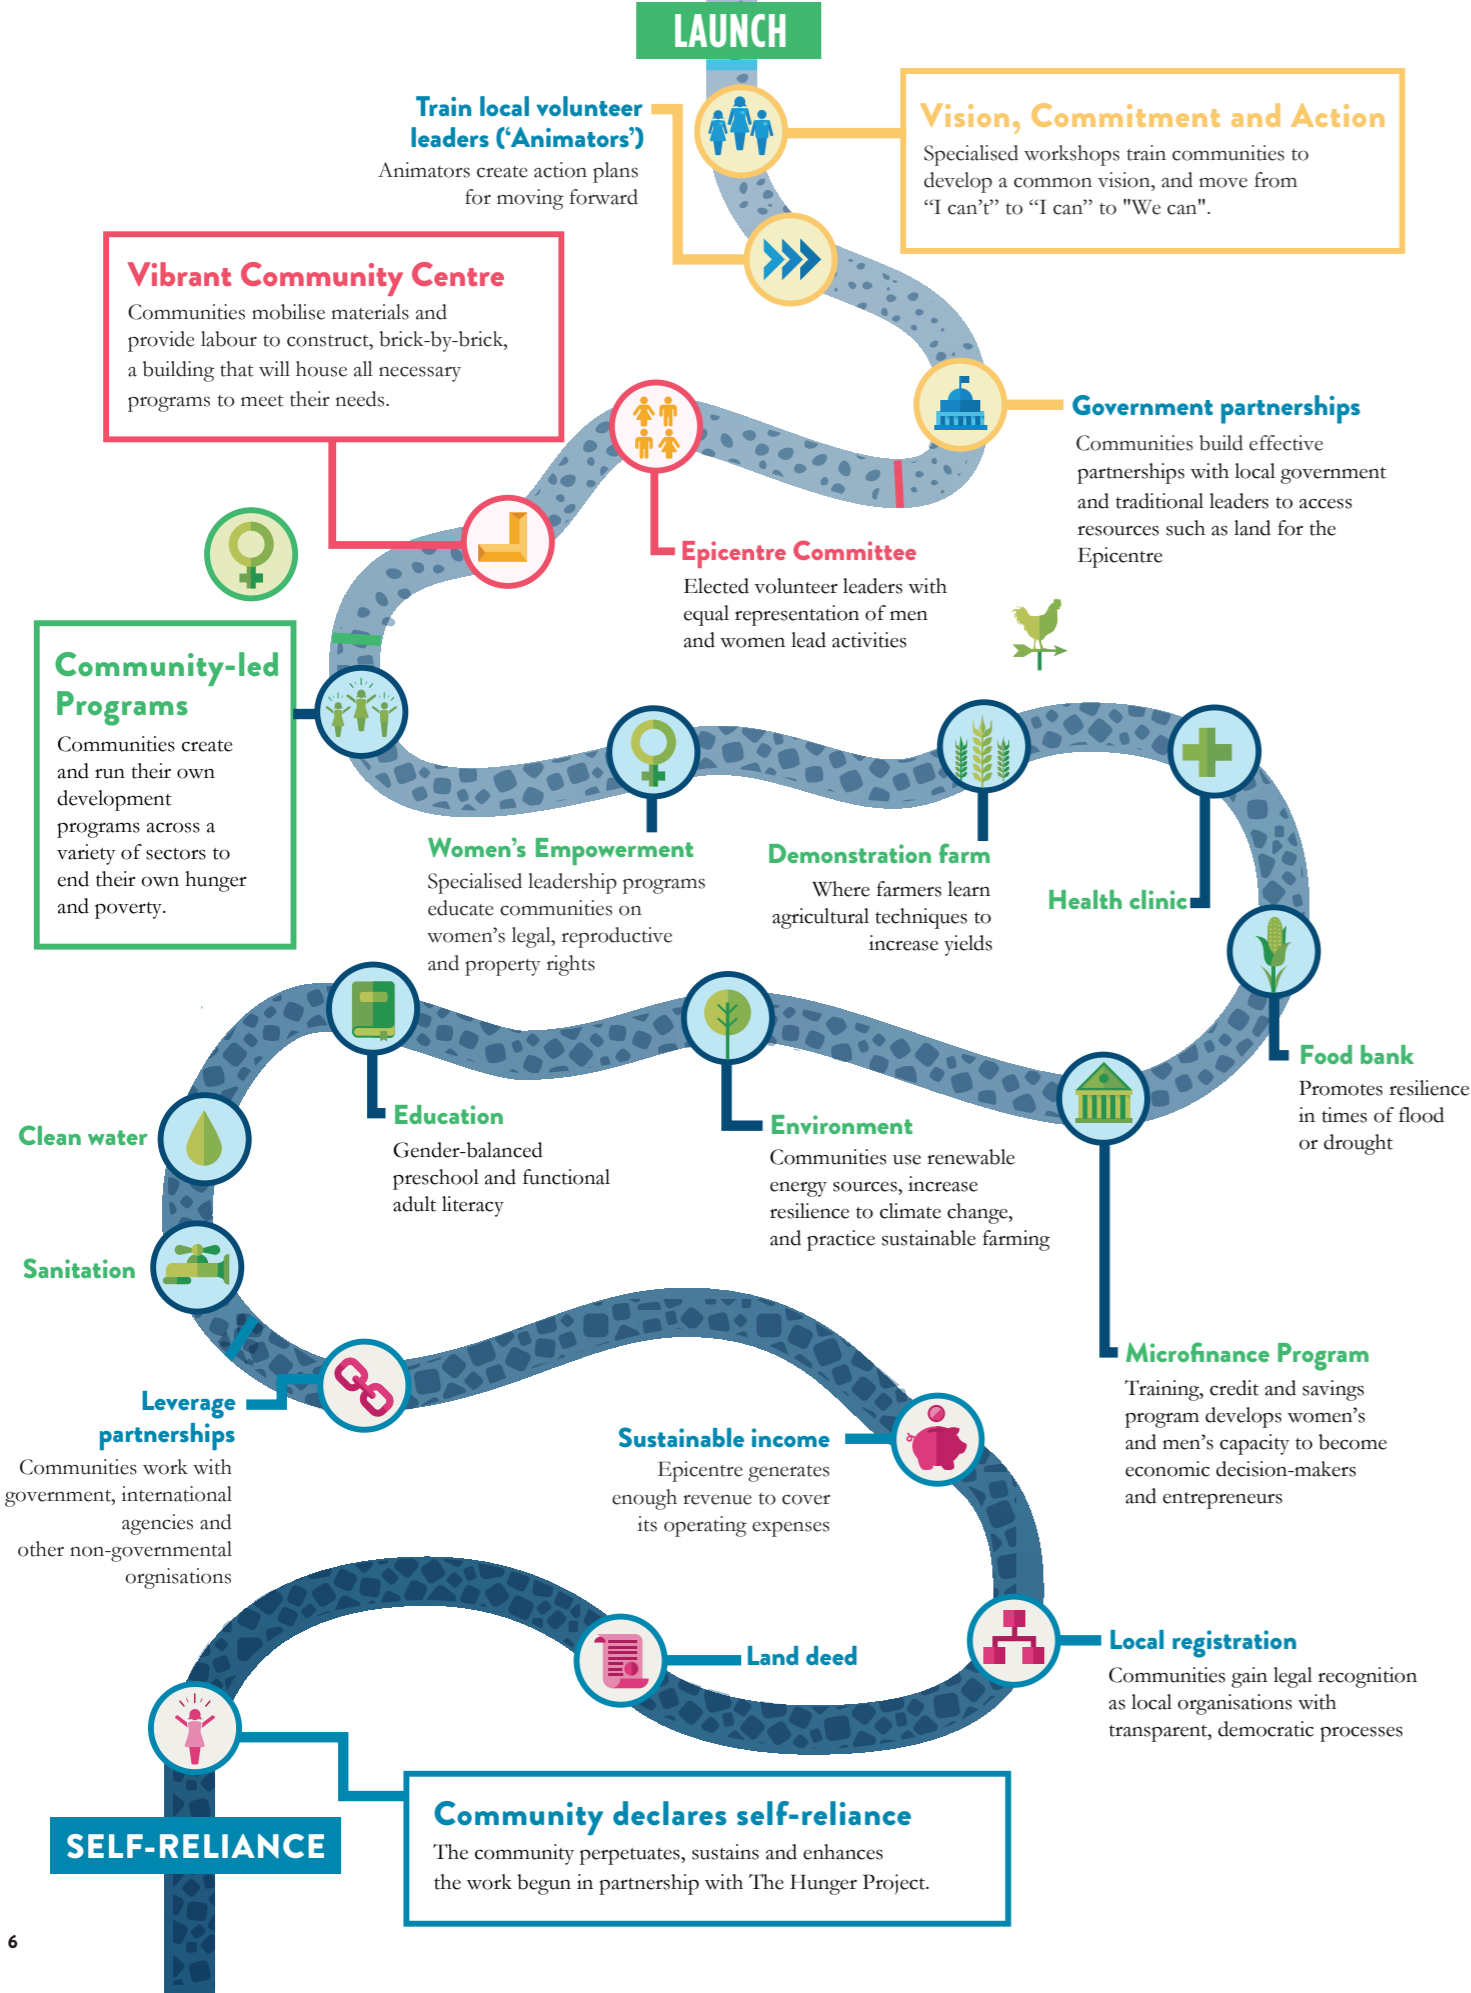 LAUNCH
Train local volunteer
leaders (‘Animators’)
Animators create action plans
for moving forward
Vision, Commitment and Action
Specialised workshops train communities to
develop a common vision, and move from
“I can’t” to “I can” to "We can".
Vibrant Community Centre
Communities mobilise materials and
provide labour to construct, brick-by-brick,
a building that will house all necessary
programs to meet their needs.
Government partnerships
Communities build effective
partnerships with local government
and traditional leaders to access
resources such as land for the
Epicentre
Epicentre Committee
Elected volunteer leaders with
equal representation of men
and women lead activities
Community-led
Programs
Communities create
and run their own
development
programs across a
variety of sectors to
end their own hunger
and poverty.
Women’s Empowerment
Specialised leadership programs
educate communities on
women’s legal, reproductive
and property rights
Demonstration farm
Where farmers learn
agricultural techniques to
increase yields
Health clinic
Food bank
Promotes resilience
in times of flood
or drought
Education
Gender-balanced
preschool and functional
adult literacy
Environment
Communities use renewable
energy sources, increase
resilience to climate change,
and practice sustainable farming
Clean water
Sanitation
Microfinance Program
Training, credit and savings
program develops women’s
and men’s capacity to become
economic decision-makers
and entrepreneurs
Leverage
partnerships
Communities work with
government, international
agencies and
other non-governmental
orgnisations
Sustainable income
Epicentre generates
enough revenue to cover
its operating expenses
Local registration
Communities gain legal recognition
as local organisations with
transparent, democratic processes
Land deed
Community declares self-reliance
The community perpetuates, sustains and enhances
the work begun in partnership with The Hunger Project.
SELF-RELIANCE
6